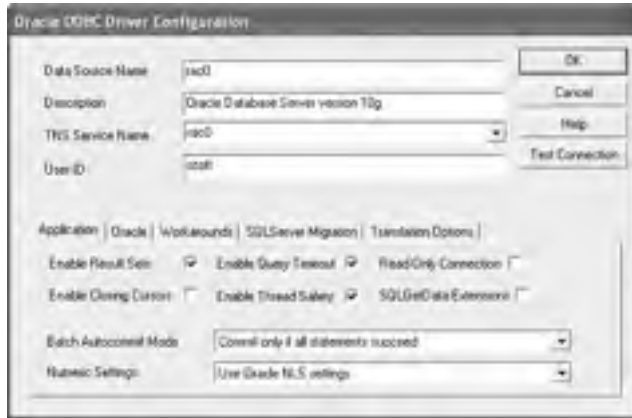 Oracle ODBC Driver Configuration
Data Source Name
OK
Description
Oracle Database Server version 10g
Cancel
TNS Service Name
Help
User ID
Test Connection
Application | Oracle | Workarounds | SQLServer Migration | Translation Options
Enable Result Sets
Enable Query Timeout
Read-Only Connection
Enable Closing Cursors
Enable Thread Safety
SQLGetData Extensions
Batch Autocommit Mode
Commit only if all statements succeed
Numeric Settings
Use Oracle NLS settings